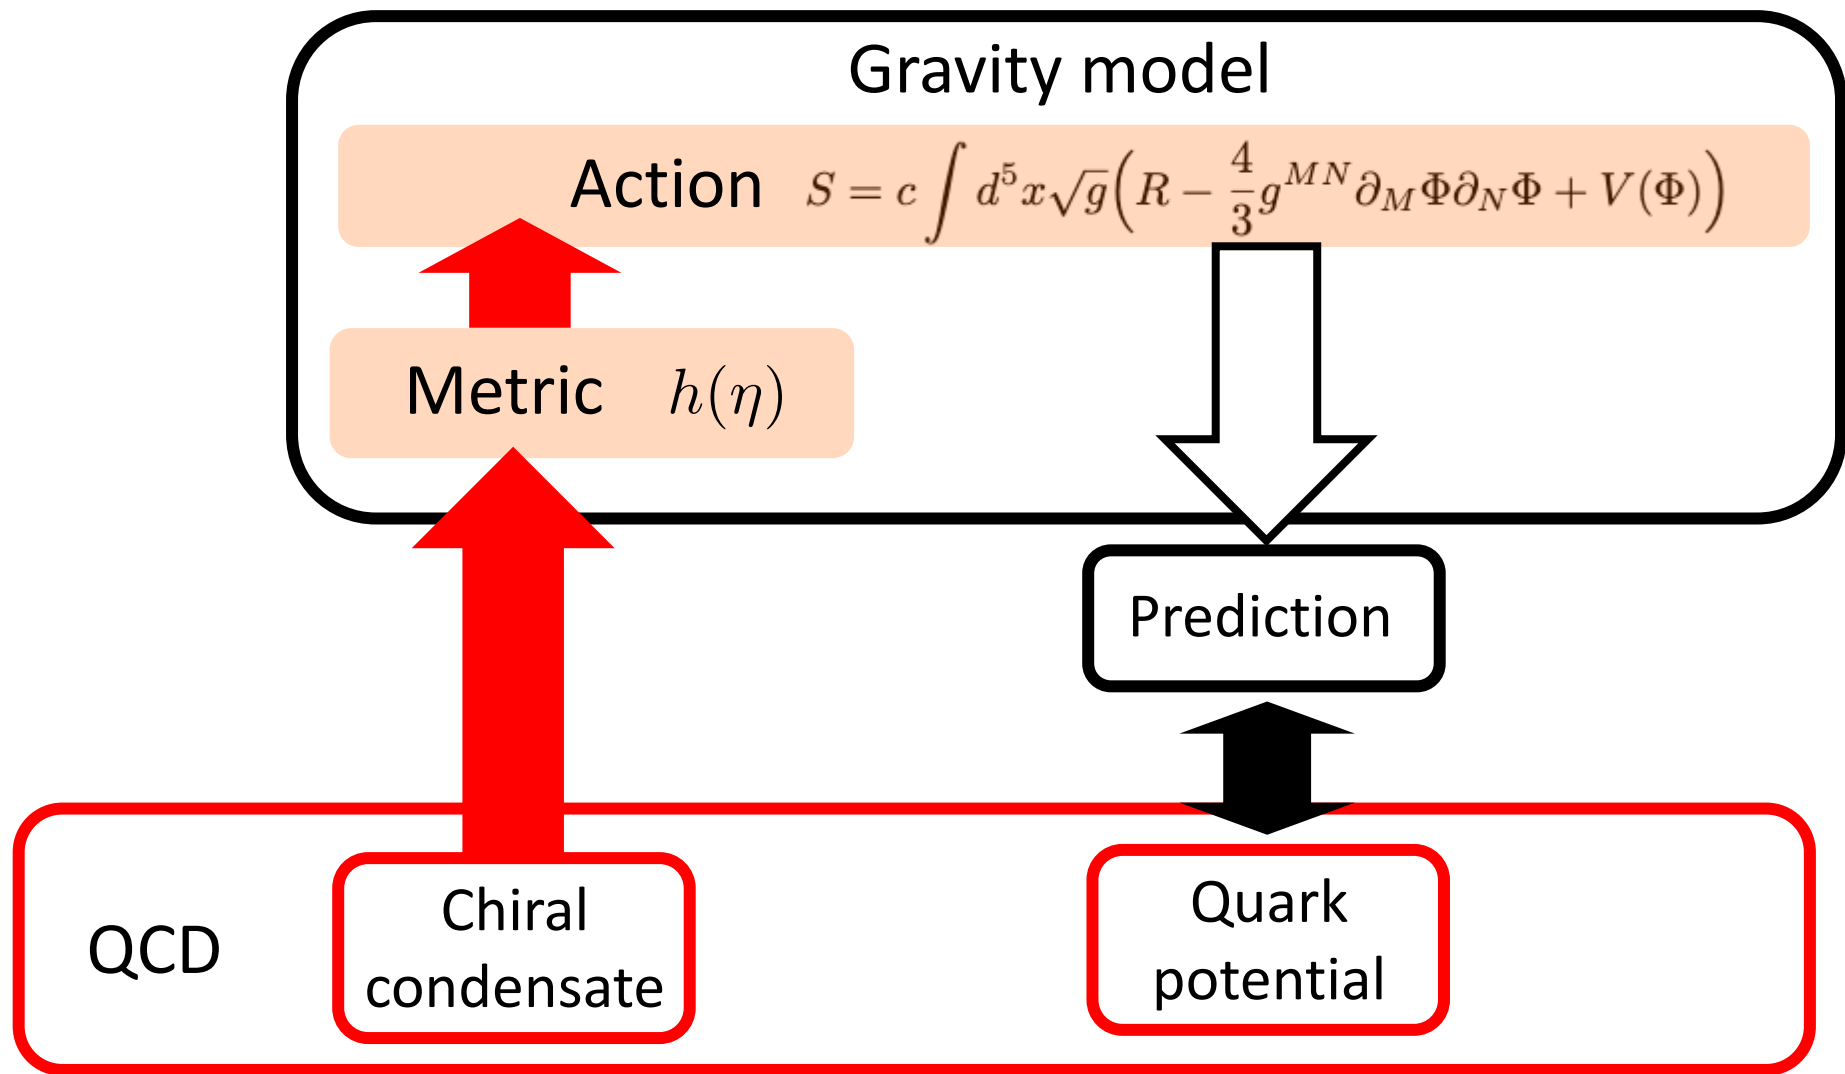 Gravity model
Action $S = c \int d^5x \sqrt{g} \Big( R - \frac{4}{3} g^{MN} \partial_M \Phi \partial_N \Phi + V(\Phi) \Big)$
Metric $h(\eta)$
Prediction
Chiral
condensate
QCD
Quark
potential